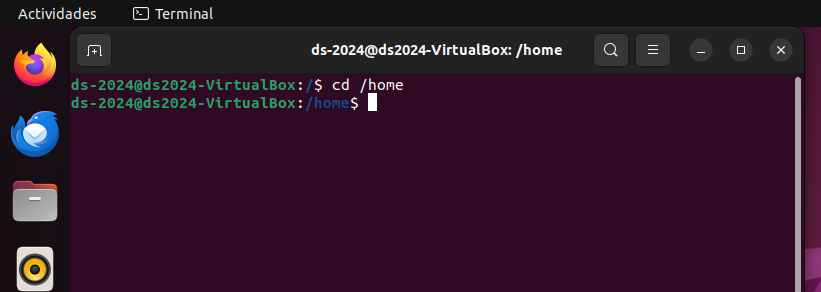 Actividades
Terminal
ds-2024@ds2024-VirtualBox: /home
ds-2024@ds2024-VirtualBox:/$ cd /home
ds-2024@ds2024-VirtualBox:/home$